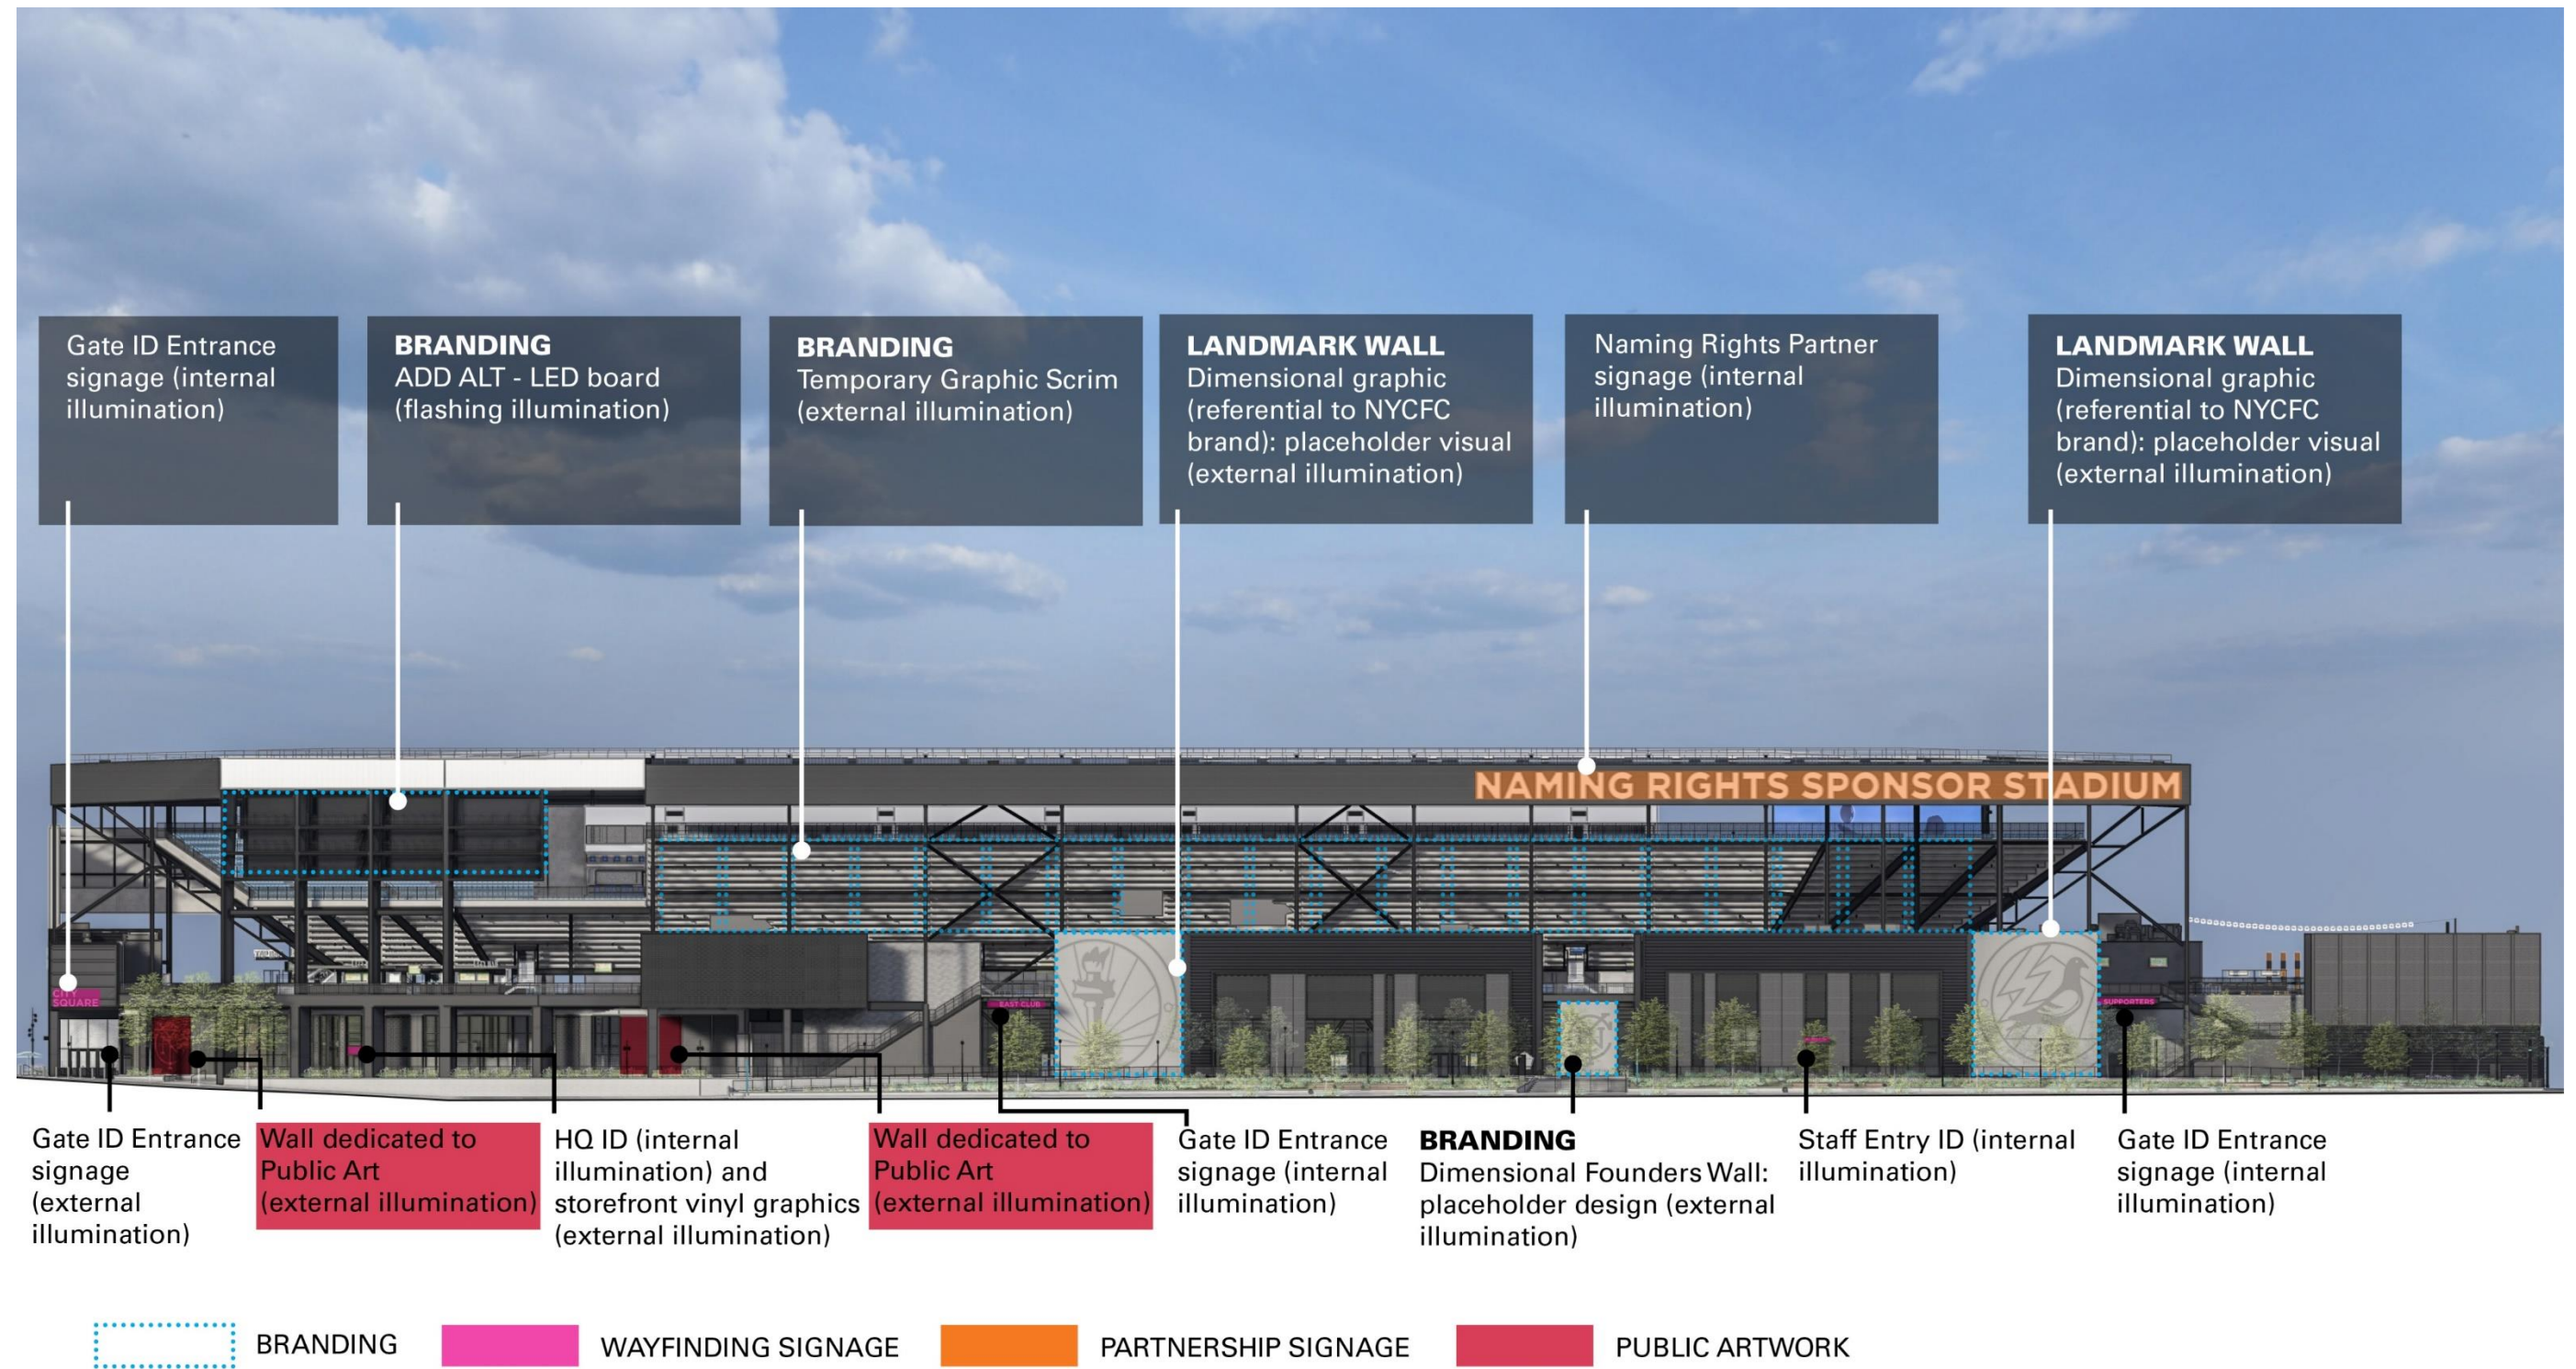 Gate ID Entrance
signage (internal
illumination)
BRANDING
ADD ALT - LED board
(flashing illumination)
BRANDING
Temporary Graphic Scrim
(external illumination)
LANDMARK WALL
Dimensional graphic
(referential to NYCFC
brand): placeholder visual
(external illumination)
Naming Rights Partner
signage (internal
illumination)
LANDMARK WALL
Dimensional graphic
(referential to NYCFC
brand): placeholder visual
(external illumination)
NAMING RIGHTS SPONSOR STADIUM
CITY
SQUARE
EAST CLUB
SUPPORTERS
Gate ID Entrance
signage
(external
illumination)
Wall dedicated to
Public Art
(external illumination)
HQ ID (internal
illumination) and
storefront vinyl graphics
(external illumination)
Wall dedicated to
Public Art
(external illumination)
Gate ID Entrance
signage (internal
illumination)
BRANDING
Dimensional Founders Wall:
placeholder design (external
illumination)
Staff Entry ID (internal
illumination)
Gate ID Entrance
signage (internal
illumination)
BRANDING
WAYFINDING SIGNAGE
PARTNERSHIP SIGNAGE
PUBLIC ARTWORK